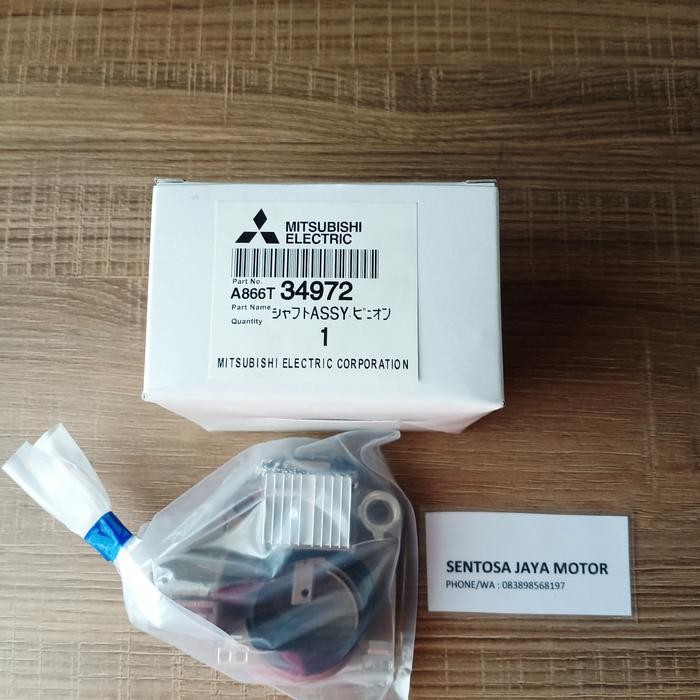 MITSUBISHI
ELECTRIC
Part No.
A866T 34972
Part Name シャフトASSY,ピニオン
Quantity
1
MITSUBISHI ELECTRIC CORPORATION
SENTOSA JAYA MOTOR
PHONE/WA : 083898568197